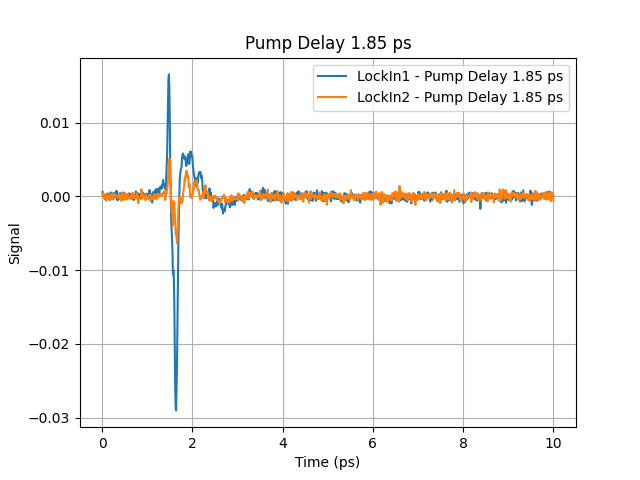 Pump Delay 1.85 ps
LockIn1 - Pump Delay 1.85 ps
LockIn2 - Pump Delay 1.85 ps
Signal
0.01
0.00
−0.01
−0.02
−0.03
0 2 4 6 8 10
Time (ps)